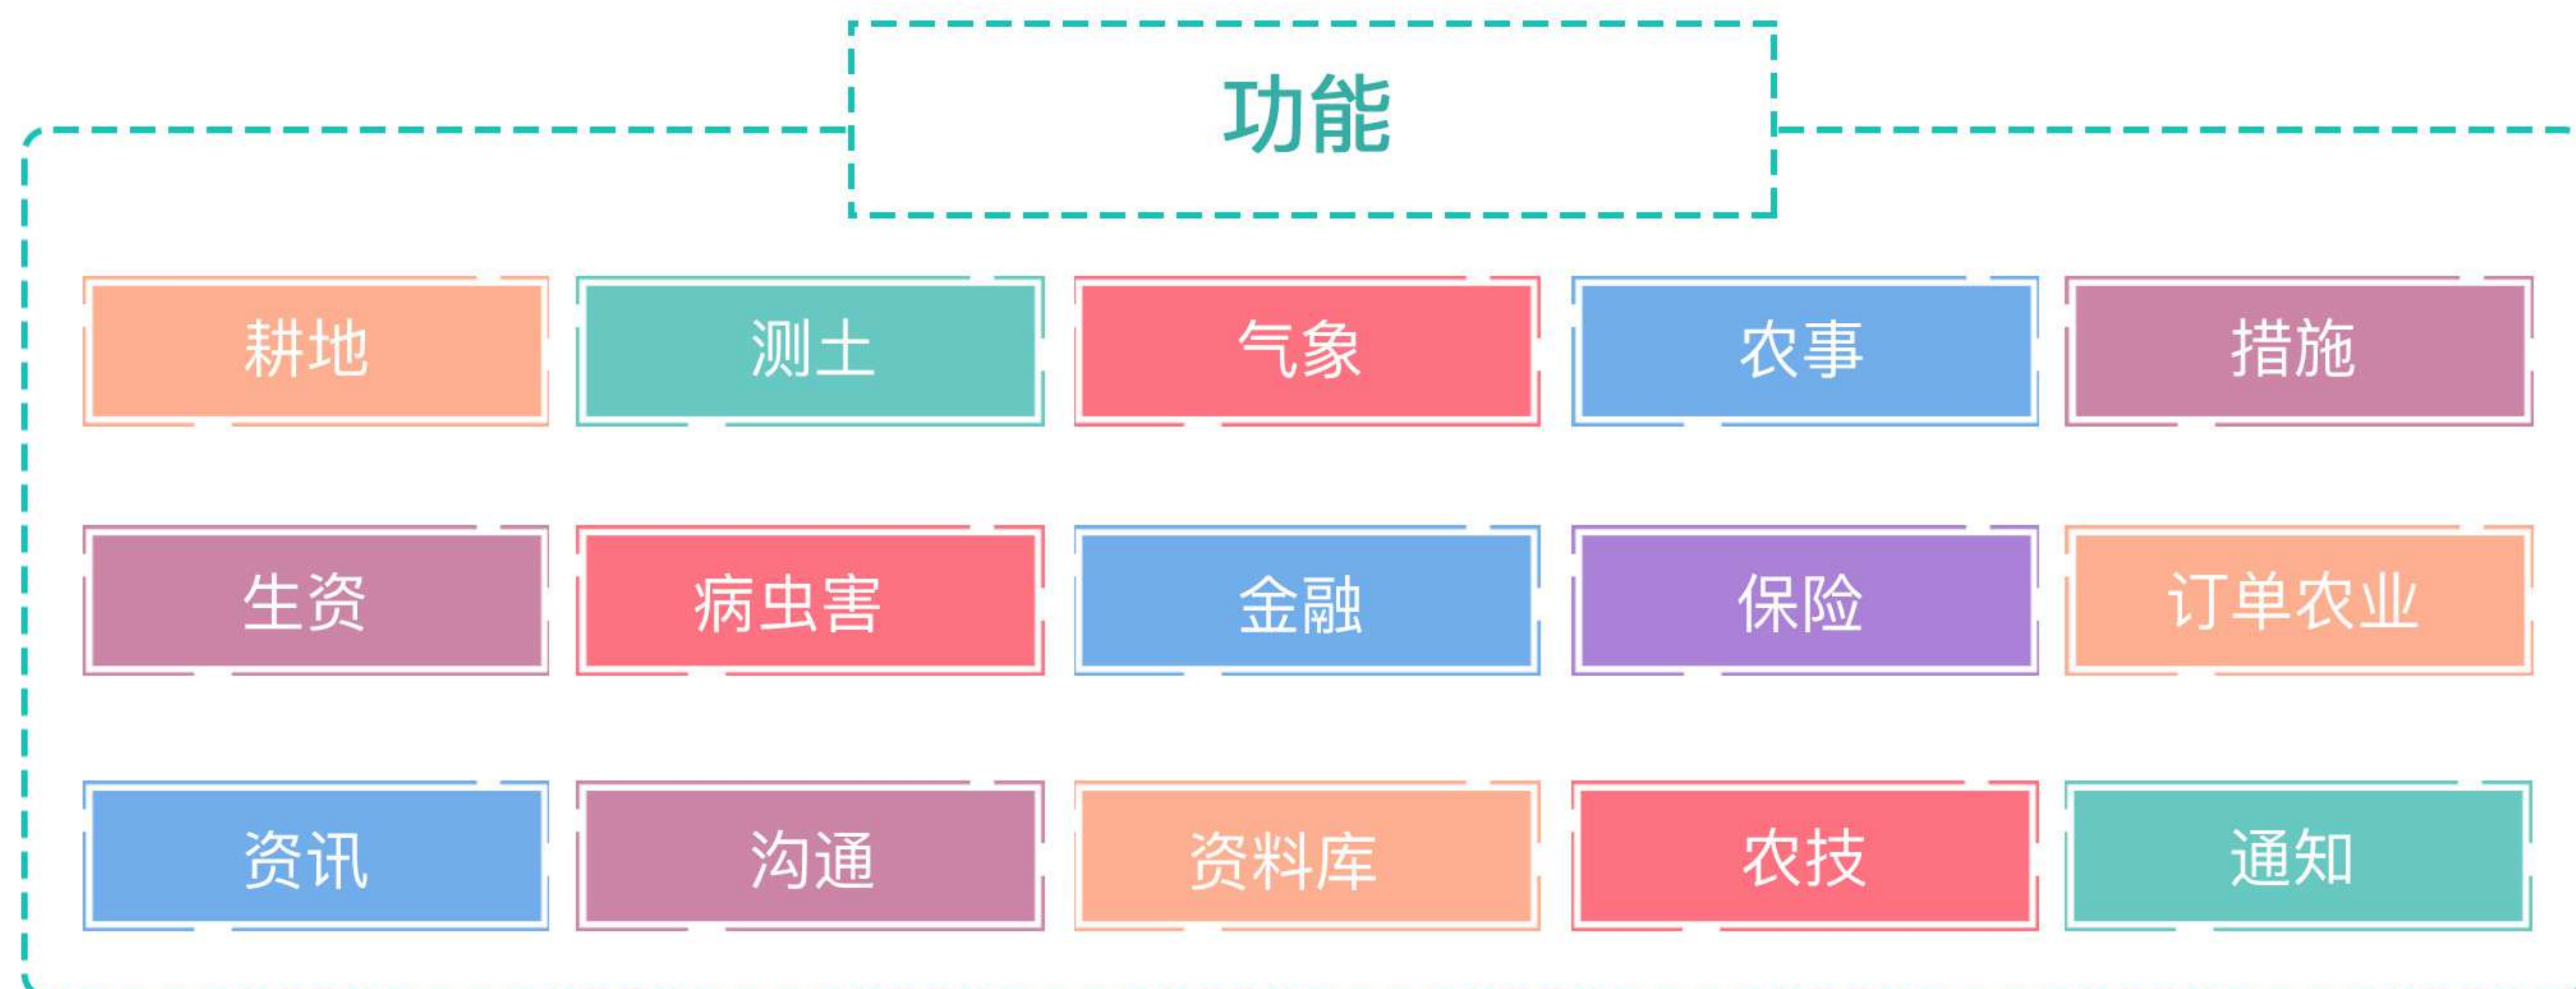 功能
耕地 测土 气象 农事 措施
生资 病虫害 金融 保险 订单农业
资讯 沟通 资料库 农技 通知